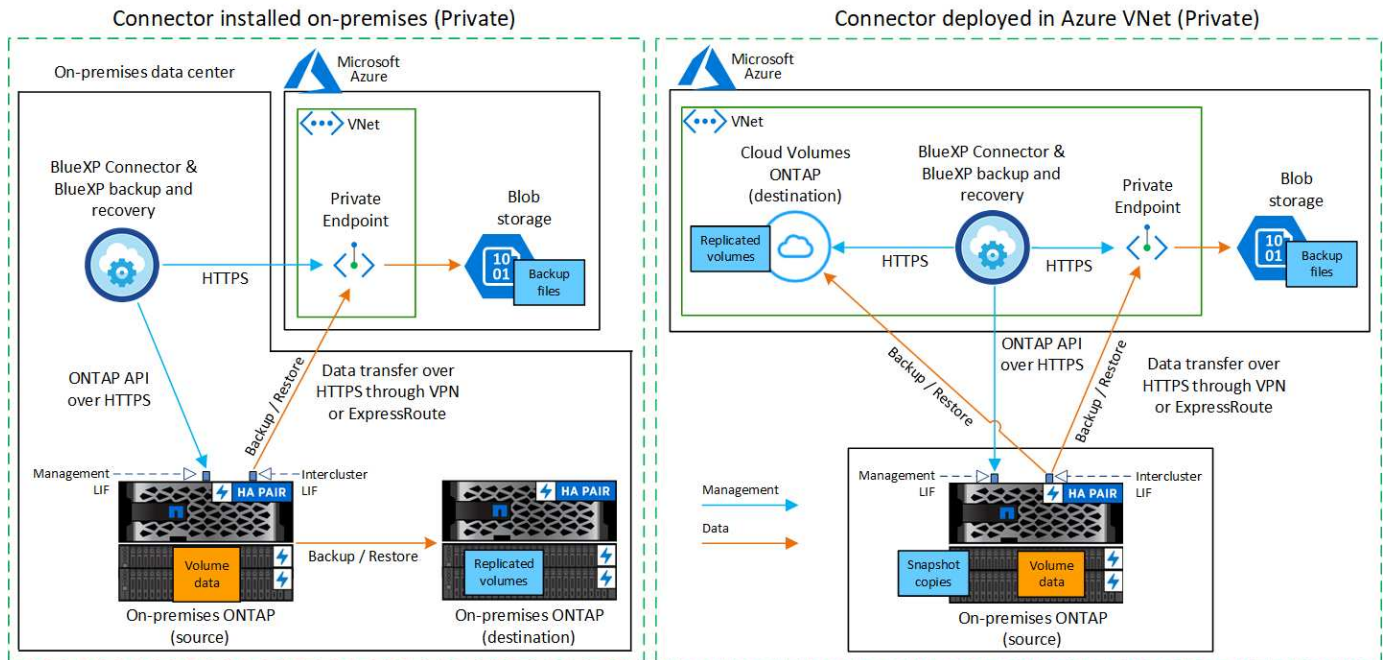 Connector installed on-premises (Private)
On-premises data center
Microsoft
Azure
VNet
BlueXP Connector &
BlueXP backup and
recovery
Private
Endpoint
Blob
storage
10
01
Backup
files
HTTPS
ONTAP API
over HTTPS
Backup / Restore
Data transfer over
HTTPS through VPN
or ExpressRoute
Management
LIF
Intercluster
LIF
HA PAIR
HA PAIR
Volume
data
Backup / Restore
Replicated
volumes
On-premises ONTAP
(source)
On-premises ONTAP
(destination)
Connector deployed in Azure VNet (Private)
Microsoft
Azure
VNet
Cloud Volumes
ONTAP
(destination)
BlueXP Connector &
BlueXP backup and
recovery
Private
Endpoint
Blob
storage
Replicated
volumes
10
01
Backup
files
HTTPS
HTTPS
ONTAP API
over HTTPS
Backup / Restore
Backup / Restore
Data transfer over
HTTPS through VPN
or ExpressRoute
Management
Data
Management
LIF
Intercluster
LIF
HA PAIR
Snapshot
copies
Volume
data
On-premises ONTAP
(source)